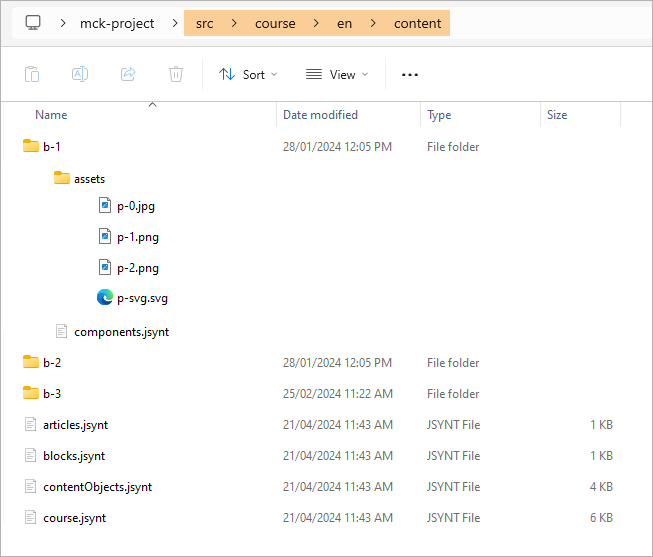 mck-project > src > course > en > content
Sort View ...
Name Date modified Type Size
b-1 28/01/2024 12:05 PM File folder
assets
p-0.jpg
p-1.png
p-2.png
p-svg.svg
components.jsynt
b-2 28/01/2024 12:05 PM File folder
b-3 25/02/2024 11:22 AM File folder
articles.jsynt 21/04/2024 11:43 AM JSYNT File 1 KB
blocks.jsynt 21/04/2024 11:43 AM JSYNT File 1 KB
contentObjects.jsynt 21/04/2024 11:43 AM JSYNT File 4 KB
course.jsynt 21/04/2024 11:43 AM JSYNT File 6 KB